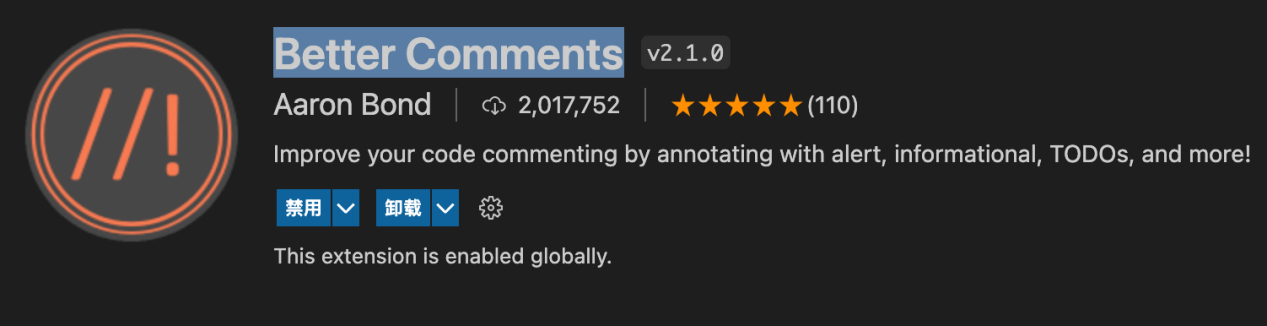 //!
Better Comments v2.1.0
Aaron Bond 2,017,752 (110)
Improve your code commenting by annotating with alert, informational, TODOs, and more!
禁用 卸载
This extension is enabled globally.